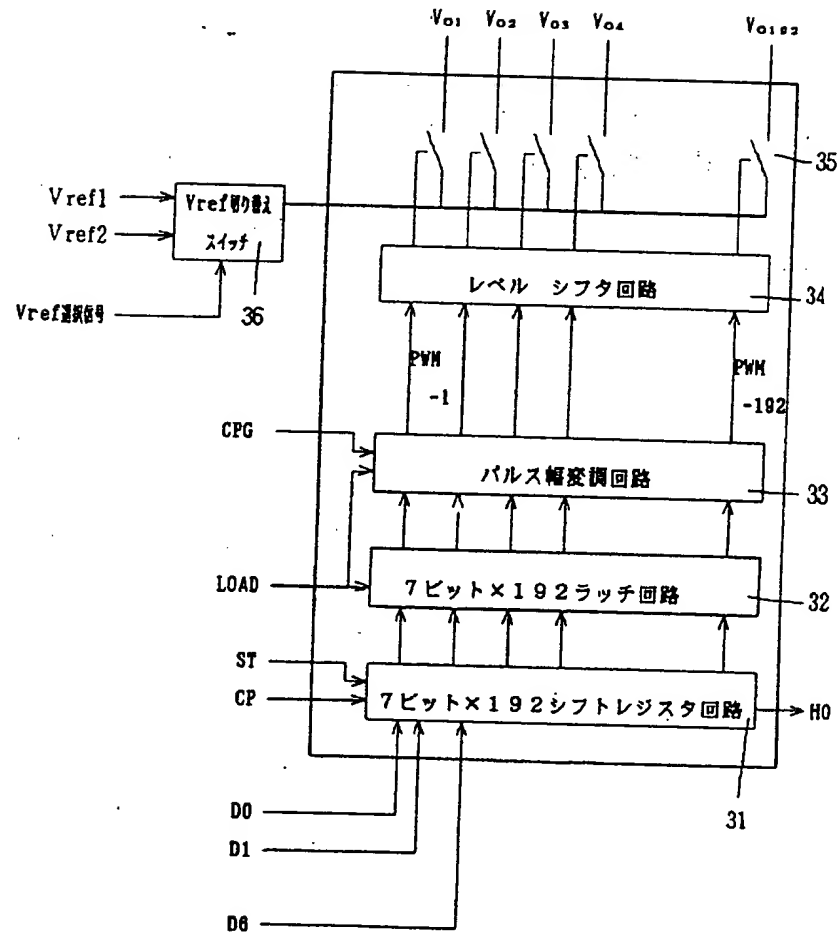 Vo1 Vo2 Vo3 Vo4 Vo192
35
Vref1
Vref2
Vref切り替え
スイッチ
36
Vref選択信号
レベル シフタ回路
34
PWM
-1
PWM
-192
CPG
パルス幅変調回路
33
LOAD
7ビット×192ラッチ回路
32
ST
CP
7ビット×192シフトレジスタ回路
HO
31
D0
D1
D6